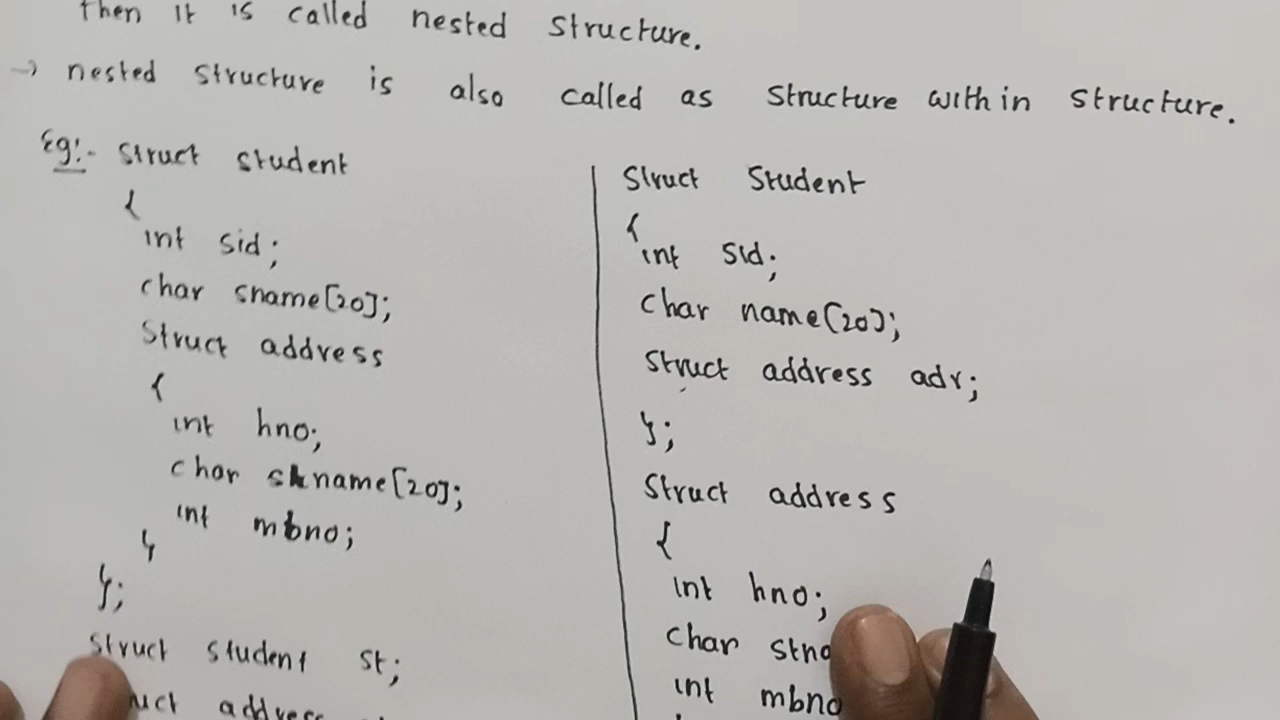 Then it is called nested structure.
→ nested structure is also called as structure within structure.
Eg:- struct student
{
int sid;
char sname[20];
struct address
{
int hno;
char stname[20];
int mbno;
}
};
struct student st;
address
struct student
{
int sid;
char name[20];
struct address adr;
};
struct address
{
int hno;
char
int mbno